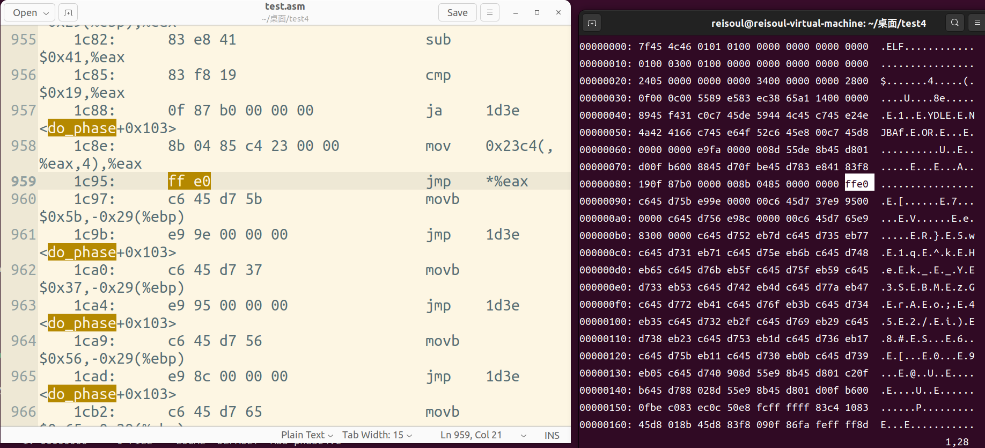 Open
test.asm
~/桌面/test4
Save
955 1c82: 83 e8 41 sub
$0x41,%eax
956 1c85: 83 f8 19 cmp
$0x19,%eax
957 1c88: 0f 87 b0 00 00 00 ja 1d3e
<do_phase+0x103>
958 1c8e: 8b 04 85 c4 23 00 00 mov 0x23c4(,
%eax,4),%eax
959 1c95: ff e0 jmp *%eax
960 1c97: c6 45 d7 5b movb
$0x5b,-0x29(%ebp)
961 1c9b: e9 9e 00 00 00 jmp 1d3e
<do_phase+0x103>
962 1ca0: c6 45 d7 37 movb
$0x37,-0x29(%ebp)
963 1ca4: e9 95 00 00 00 jmp 1d3e
<do_phase+0x103>
964 1ca9: c6 45 d7 56 movb
$0x56,-0x29(%ebp)
965 1cad: e9 8c 00 00 00 jmp 1d3e
<do_phase+0x103>
966 1cb2: c6 45 d7 65 movb
Plain Text Tab Width: 15 Ln 959, Col 21 INS
reisoul@reisoul-virtual-machine: ~/桌面/test4
00000000: 7f45 4c46 0101 0100 0000 0000 0000 0000 .ELF............
00000010: 0100 0300 0100 0000 0000 0000 0000 0000 ................
00000020: 2405 0000 0000 0000 3400 0000 0000 2800 $.......4.....(.
00000030: 0f00 0c00 5589 e583 ec38 65a1 1400 0000 ....U....8e.....
00000040: 8945 f431 c0c7 45de 5944 4c45 c745 e24e .E.1..E.YDLE.E.N
00000050: 4a42 4166 c745 e64f 52c6 45e8 00c7 45d8 JBAf.E.OR.E...E.
00000060: 0000 0000 e9fa 0000 008d 55de 8b45 d801 ..........U..E..
00000070: d00f b600 8845 d70f be45 d783 e841 83f8 .....E...E...A..
00000080: 190f 87b0 0000 008b 0485 0000 0000 ffe0 ................
00000090: c645 d75b e99e 0000 00c6 45d7 37e9 9500 .E.[......E.7...
000000a0: 0000 c645 d756 e98c 0000 00c6 45d7 65e9 ...E.V......E.e.
000000b0: 8300 0000 c645 d752 eb7d c645 d735 eb77 .....E.R.}.E.5.w
000000c0: c645 d731 eb71 c645 d75e eb6b c645 d748 .E.1.q.E.^.k.E.H
000000d0: eb65 c645 d76b eb5f c645 d75f eb59 c645 .e.E.k._.E._.Y.E
000000e0: d733 eb53 c645 d742 eb4d c645 d77a eb47 .3.S.E.B.M.E.z.G
000000f0: c645 d772 eb41 c645 d76f eb3b c645 d734 .E.r.A.E.o.;.E.4
00000100: eb35 c645 d732 eb2f c645 d769 eb29 c645 .5.E.2./.E.i.).E
00000110: d738 eb23 c645 d753 eb1d c645 d736 eb17 .8.#.E.S...E.6..
00000120: c645 d75b eb11 c645 d730 eb0b c645 d739 .E.[...E.0...E.9
00000130: eb05 c645 d740 908d 55e9 8b45 d801 c20f ...E.@..U..E....
00000140: b645 d788 028d 55e9 8b45 d801 d00f b600 .E....U..E......
00000150: 0fbe c083 ec0c 50e8 fcff ffff 83c4 1083 ......P.........
00000160: 45d8 018b 45d8 83f8 090f 86fa feff ff8d E...E...........
1,28